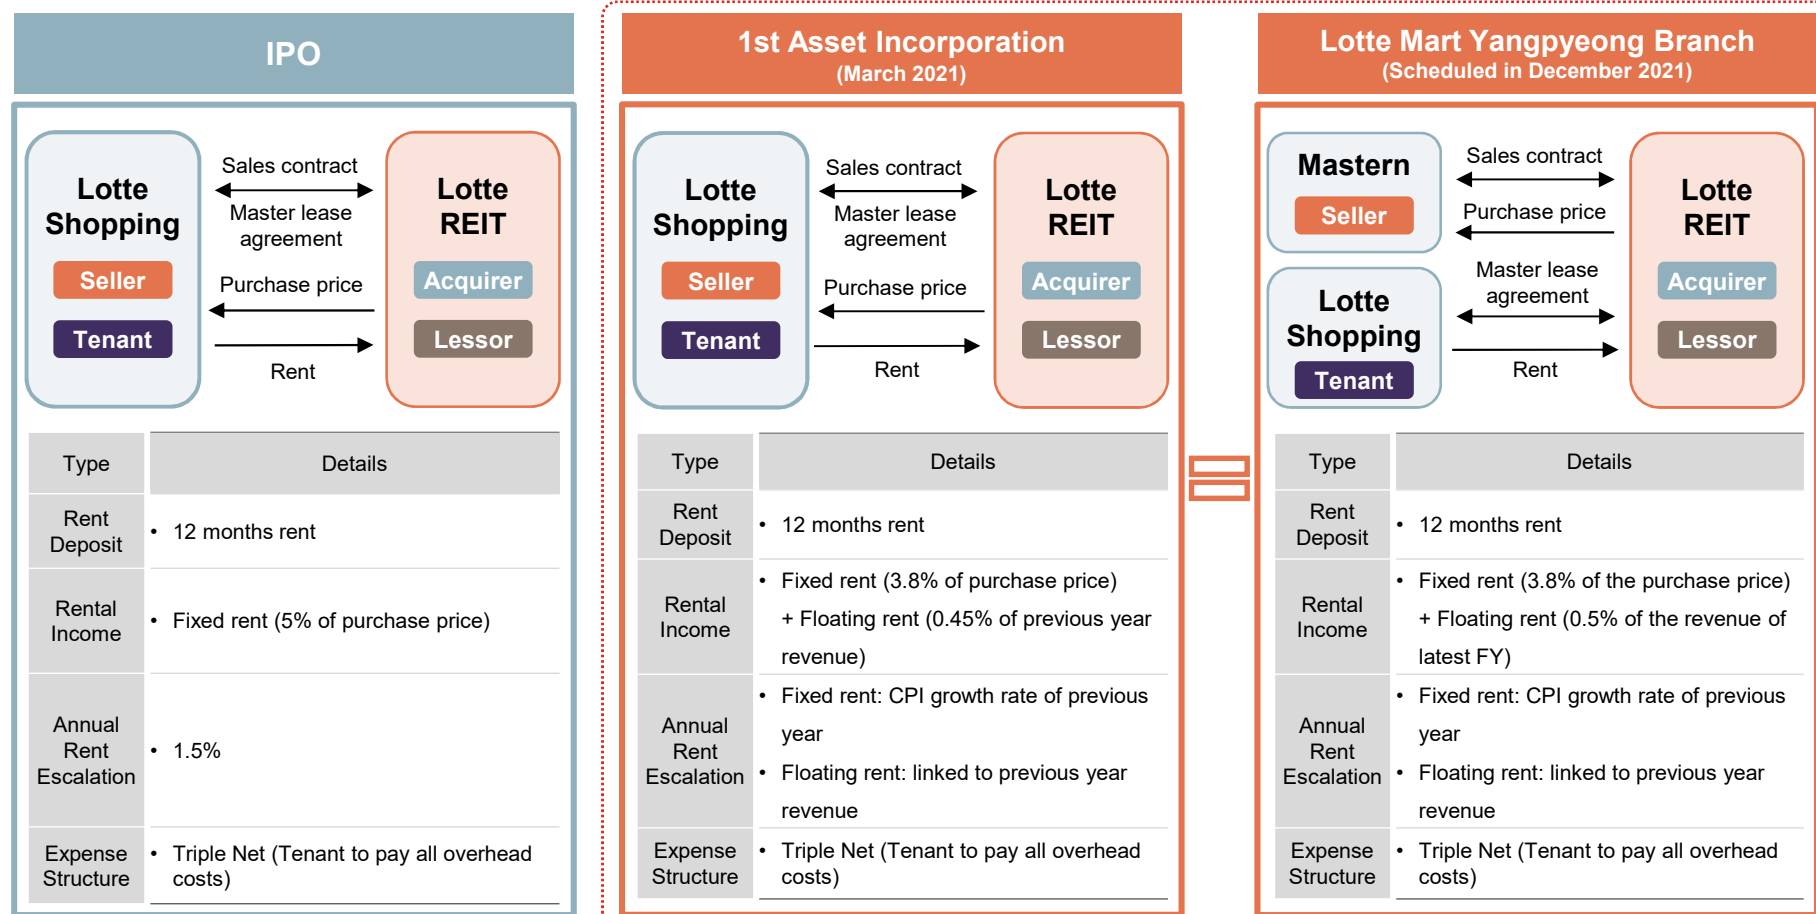 IPO
Lotte
Shopping
Seller
Tenant
Sales contract
Master lease
agreement
Purchase price
Rent
Lotte
REIT
Acquirer
Lessor
Type
Details
Rent
Deposit
• 12 months rent
Rental
Income
• Fixed rent (5% of purchase price)
Annual
Rent
Escalation
• 1.5%
Expense
Structure
• Triple Net (Tenant to pay all overhead
costs)
1st Asset Incorporation
(March 2021)
Lotte
Shopping
Seller
Tenant
Sales contract
Master lease
agreement
Purchase price
Rent
Lotte
REIT
Acquirer
Lessor
Type
Details
Rent
Deposit
• 12 months rent
Rental
Income
• Fixed rent (3.8% of purchase price)
+ Floating rent (0.45% of previous year
revenue)
Annual
Rent
Escalation
• Fixed rent: CPI growth rate of previous
year
• Floating rent: linked to previous year
revenue
Expense
Structure
• Triple Net (Tenant to pay all overhead
costs)
Lotte Mart Yangpyeong Branch
(Scheduled in December 2021)
Mastern
Seller
Lotte
Shopping
Tenant
Sales contract
Purchase price
Master lease
agreement
Rent
Lotte
REIT
Acquirer
Lessor
Type
Details
Rent
Deposit
• 12 months rent
Rental
Income
• Fixed rent (3.8% of the purchase price)
+ Floating rent (0.5% of the revenue of
latest FY)
Annual
Rent
Escalation
• Fixed rent: CPI growth rate of previous
year
• Floating rent: linked to previous year
revenue
Expense
Structure
• Triple Net (Tenant to pay all overhead
costs)